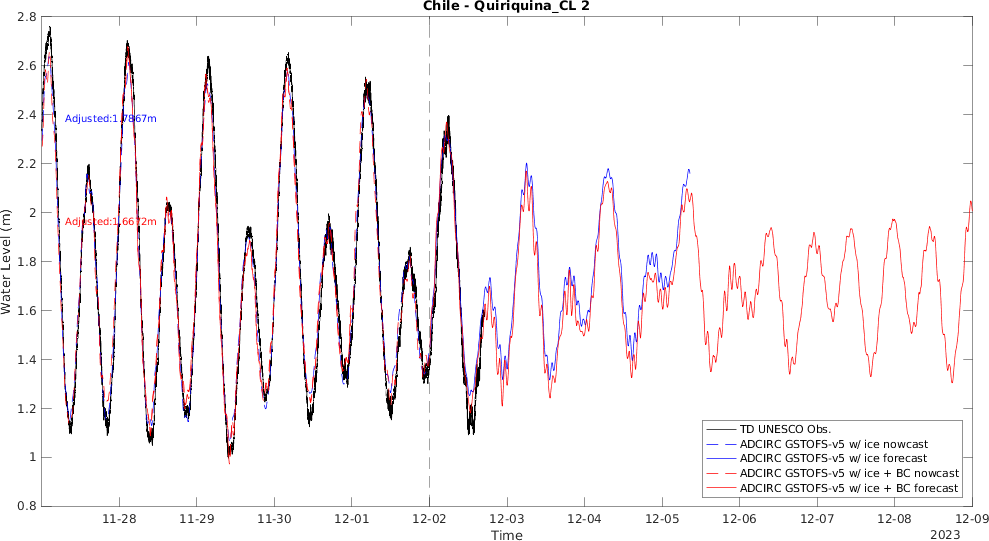 Chile - Quiriquina_CL 2
2.8
2.6
2.4
2.2
2
1.8
1.6
1.4
1.2
1
0.8
Water Level (m)
Adjusted:1.7867m
Adjusted:1.6672m
TD UNESCO Obs.
ADCIRC GSTOFS-v5 w/ ice nowcast
ADCIRC GSTOFS-v5 w/ ice forecast
ADCIRC GSTOFS-v5 w/ ice + BC nowcast
ADCIRC GSTOFS-v5 w/ ice + BC forecast
11-28 11-29 11-30 12-01 12-02 12-03 12-04 12-05 12-06 12-07 12-08 12-09
Time
2023